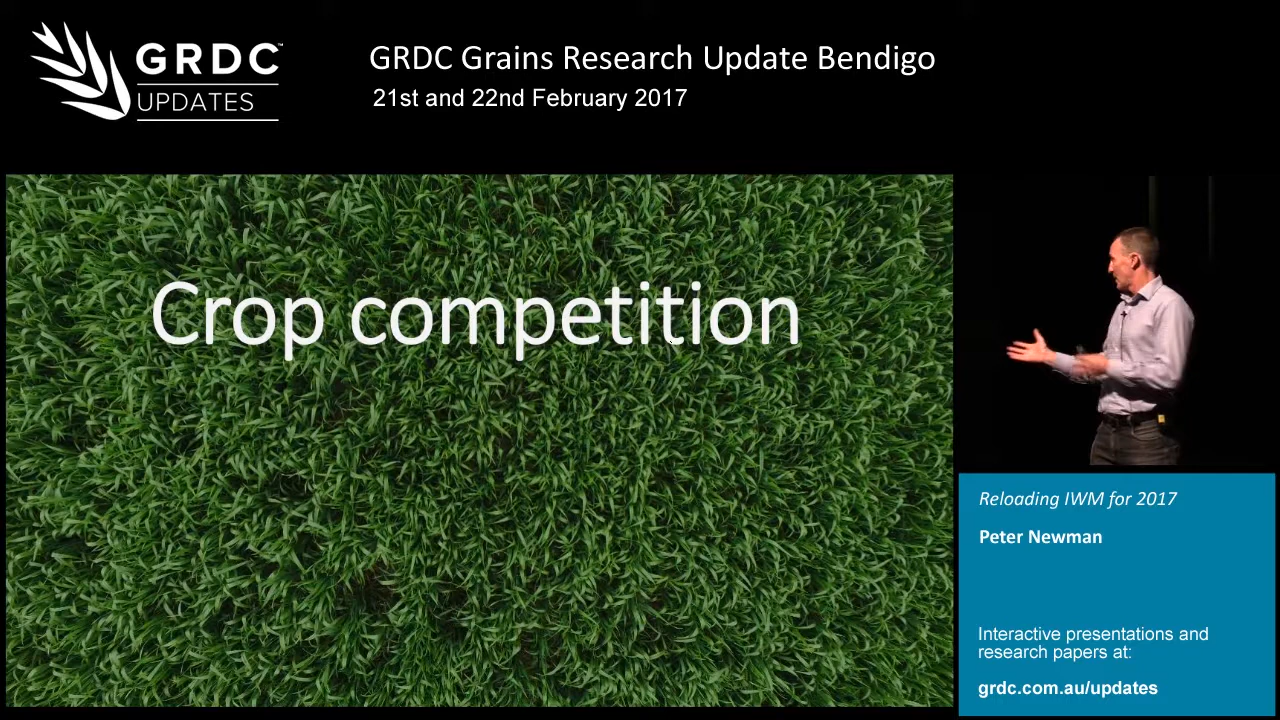 GRDC™
UPDATES
GRDC Grains Research Update Bendigo
21st and 22nd February 2017
Crop competition
Reloading IWM for 2017
Peter Newman
Interactive presentations and
research papers at:
grdc.com.au/updates